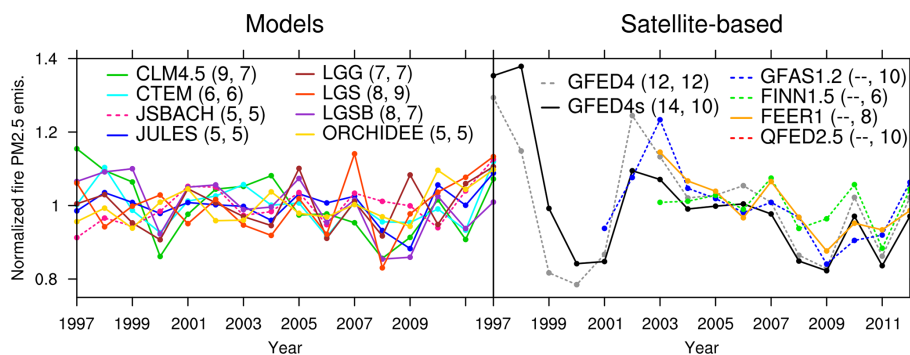 Models
Satellite-based
Normalized fire PM2.5 emis.
1.4
1.2
1
0.8
CLM4.5 (9, 7)
CTEM (6, 6)
JSBACH (5, 5)
JULES (5, 5)
LGG (7, 7)
LGS (8, 9)
LGSB (8, 7)
ORCHIDEE (5, 5)
GFED4 (12, 12)
GFED4s (14, 10)
GFAS1.2 (--, 10)
FINN1.5 (--, 6)
FEER1 (--, 8)
QFED2.5 (--, 10)
1997 1999 2001 2003 2005 2007 2009 1997 1999 2001 2003 2005 2007 2009 2011
Year
Year